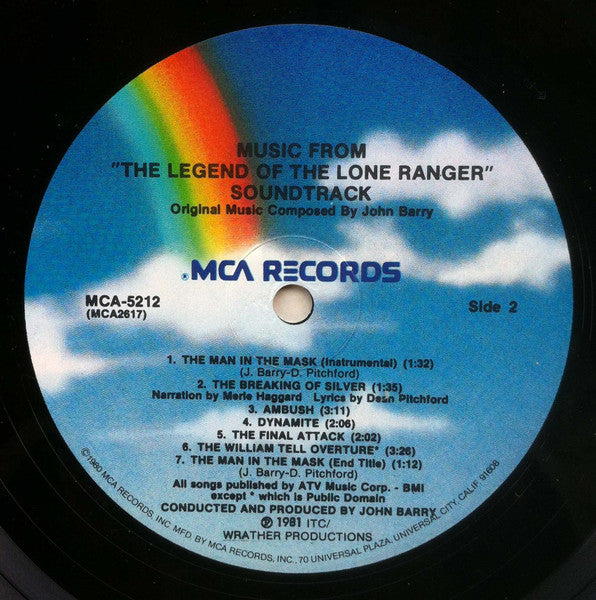 MUSIC FROM
"THE LEGEND OF THE LONE RANGER"
SOUNDTRACK
Original Music Composed By John Barry
®MCA RECORDS
MCA-5212
(MCA2617)
Side 2
1. THE MAN IN THE MASK (Instrumental) (1:32)
(J. Barry-D. Pitchford)
2. THE BREAKING OF SILVER (1:35)
Narration by Merle Haggard Lyrics by Dean Pitchford
3. AMBUSH (3:11)
4. DYNAMITE (2:06)
5. THE FINAL ATTACK (2:02)
6. THE WILLIAM TELL OVERTURE* (3:26)
7. THE MAN IN THE MASK (End Title) (1:12)
(J. Barry-D. Pitchford)
All songs published by ATV Music Corp. - BMI
except * which is Public Domain
CONDUCTED AND PRODUCED BY JOHN BARRY
℗ 1981 ITC/
WRATHER PRODUCTIONS
©1980 MCA RECORDS, INC. MFD. BY MCA RECORDS, INC., 70 UNIVERSAL PLAZA, UNIVERSAL CITY, CALIF. 91608